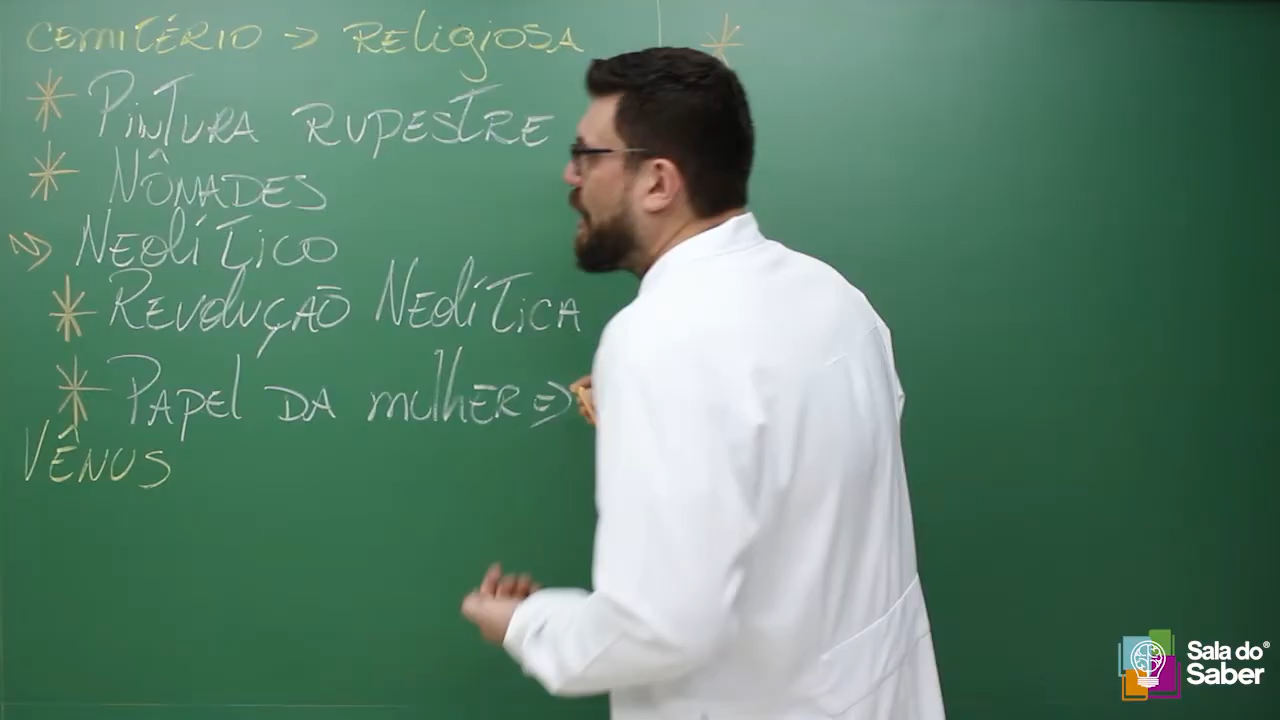 CEMITÉRIO → RELIGIOSA
* PINTURA RUPESTRE
* NÔMADES
⇒ NEOLÍTICO
* REVOLUÇÃO NEOLÍTICA
* PAPEL DA MULHER ⇒
VÊNUS
*
Sala do®
Saber